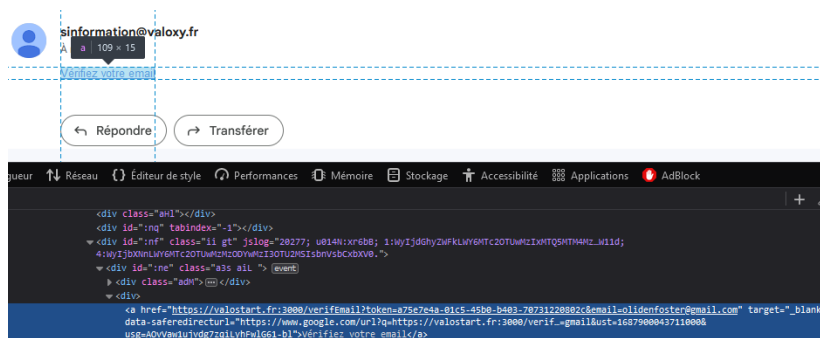 sinformation@valoxy.fr
À
a 109 × 15
Vérifiez votre email
Répondre Transférer
gueur Réseau {} Éditeur de style Performances Mémoire Stockage Accessibilité Applications AdBlock
+
<div class="aHl"></div>
<div id=":nq" tabindex="-1"></div>
<div id=":nf" class="ii gt" jslog="20277; u014N:xr6bB; 1:WyIjdGhyZWFkLWY6MTc2OTUwMzIxMTQ5MTM4Mz…W11d;
4:WyIjbXNnLWY6MTc2OTUwMzMzODYwMzI3OTU2MSIsbnVsbCxbXV0.">
<div id=":ne" class="a3s aiL "> event
<div class="adM"> </div>
<div>
<a href="https://valostart.fr:3000/verifEmail?token=a75e7e4a-01c5-45b0-b403-70731220802c&email=olidenfoster@gmail.com" target="_blank
data-saferedirecturl="https://www.google.com/url?q=https://valostart.fr:3000/verif…=gmail&ust=1687900043711000&
usg=AOvVaw1ujvdg7zqiLyhFwlG61-bl">Vérifiez votre email</a>